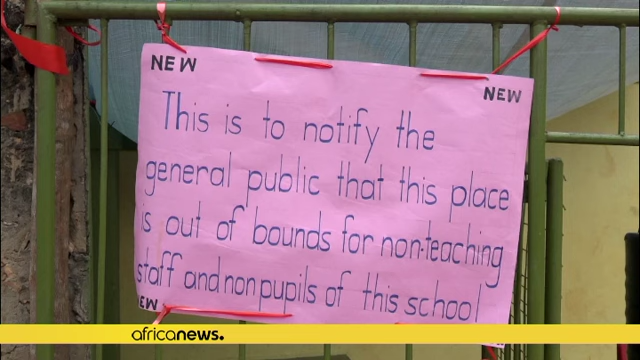 NEW
NEW
This is to notify the
general public that this place
is out of bounds for non-teaching
staff and non pupils of this school
EW
africanews.